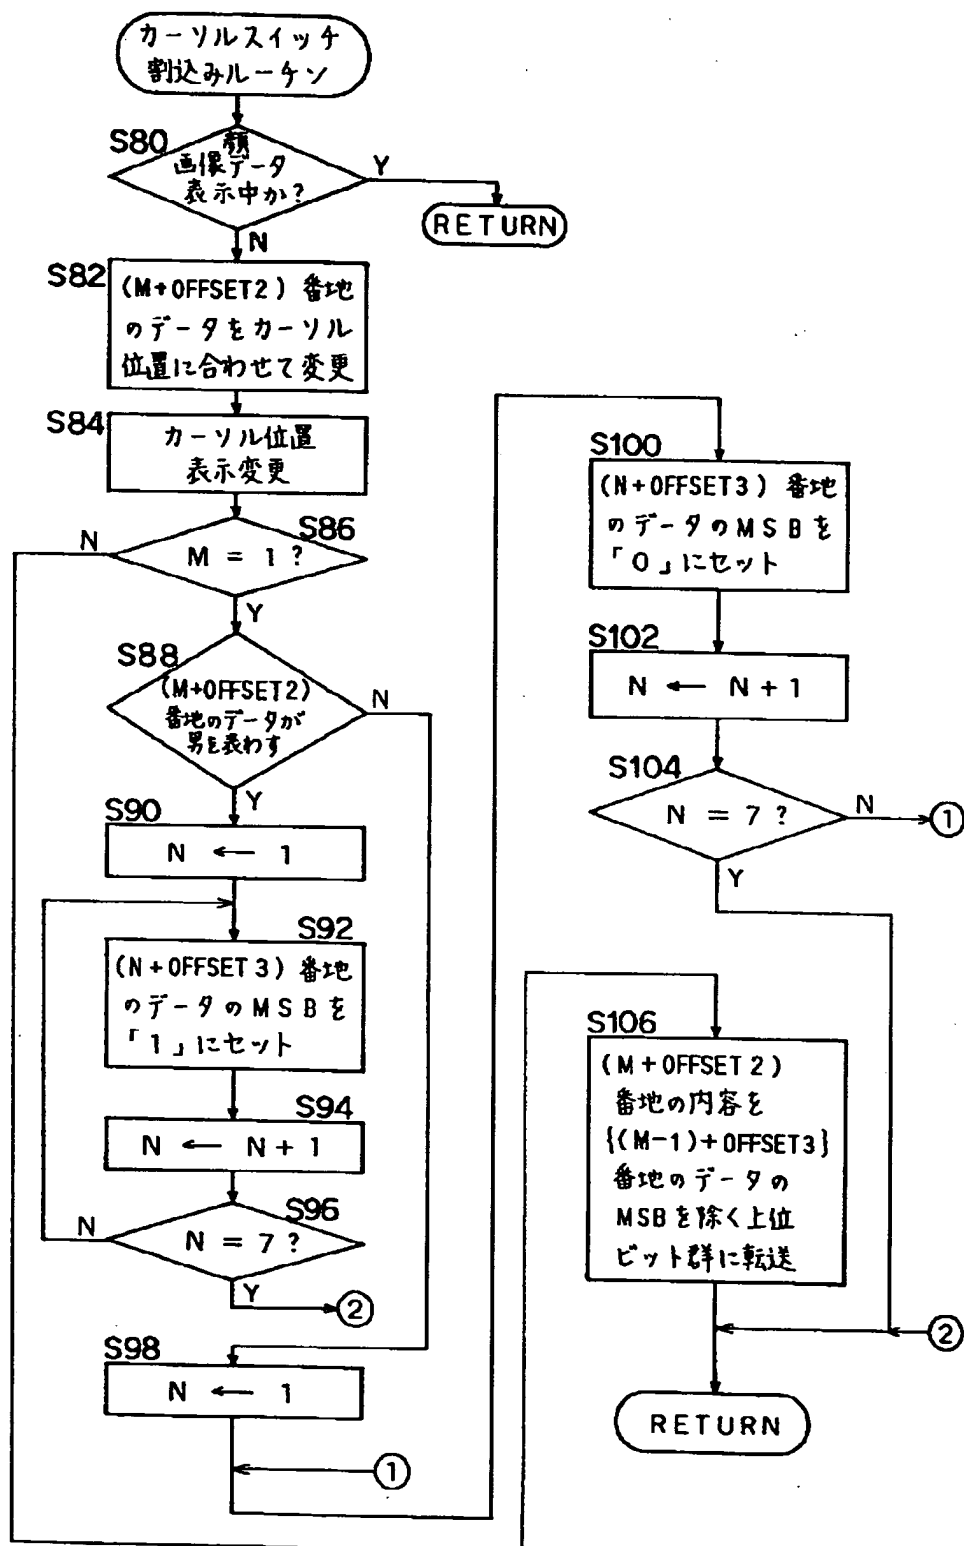 カーソルスイッチ
割込みルーチン
S80
顔
画像データ
表示中か?
Y
RETURN
N
S82
(M+OFFSET2) 番地
のデータをカーソル
位置に合わせて変更
S84
カーソル位置
表示変更
S86
M = 1 ?
N
Y
S88
(M+OFFSET2)
番地のデータが
男を表わす
N
Y
S90
N ← 1
S92
(N+OFFSET3) 番地
のデータのMSBを
「1」にセット
S94
N ← N+1
S96
N = 7 ?
N
Y
②
S98
N ← 1
①
S100
(N+OFFSET3) 番地
のデータのMSBを
「0」にセット
S102
N ← N+1
S104
N = 7 ?
N
①
Y
S106
(M+OFFSET2)
番地の内容を
{(M-1)+OFFSET3}
番地のデータの
MSBを除く上位
ビット群に転送
②
RETURN